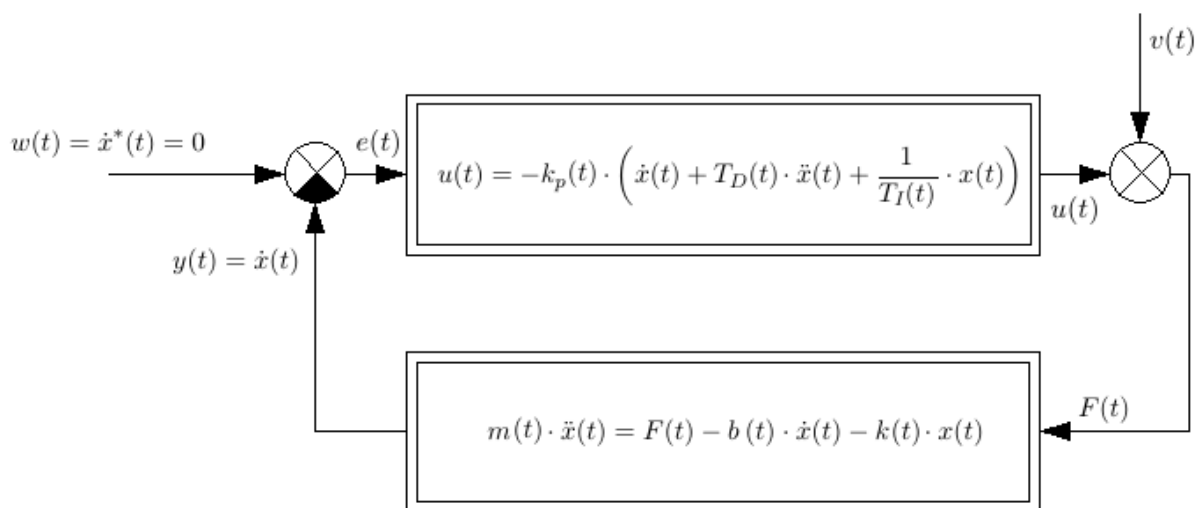 v(t)
w(t) = ẋ*(t) = 0
e(t)
u(t) = −k_p(t) · (ẋ(t) + T_D(t) · ẍ(t) + 1/T_I(t) · x(t))
u(t)
y(t) = ẋ(t)
F(t)
m(t) · ẍ(t) = F(t) − b (t) · ẋ(t) − k(t) · x(t)